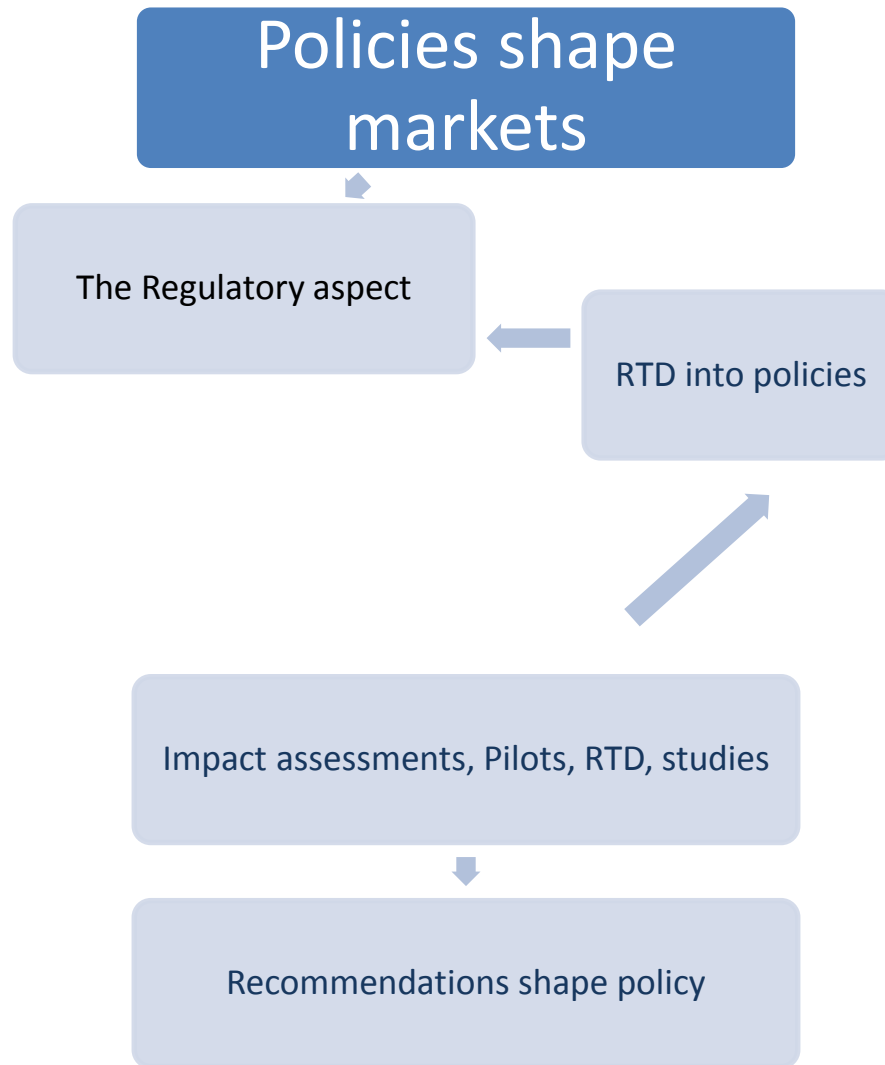 Policies shape
markets
The Regulatory aspect
RTD into policies
Impact assessments, Pilots, RTD, studies
Recommendations shape policy